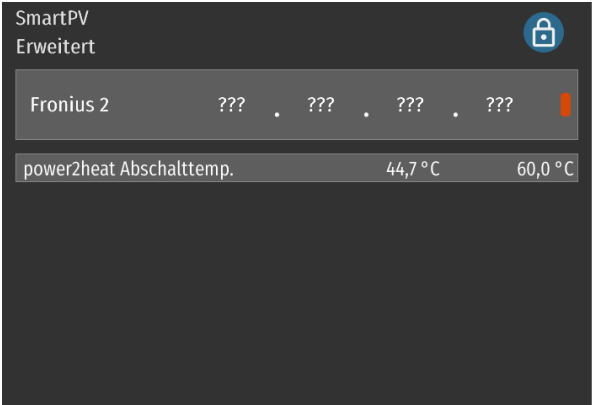 SmartPV
Erweitert
Fronius 2 ??? . ??? . ??? . ???
power2heat Abschalttemp. 44,7 °C 60,0 °C